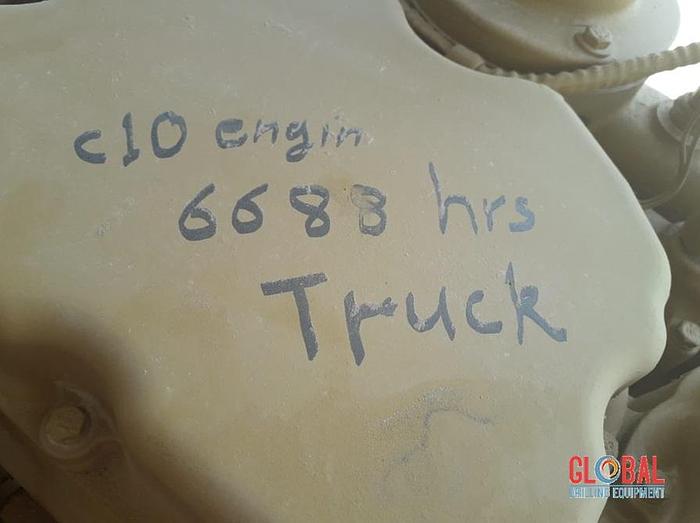 c10 engin
6688 hrs
Truck
GLOBAL
DRILLING EQUIPMENT